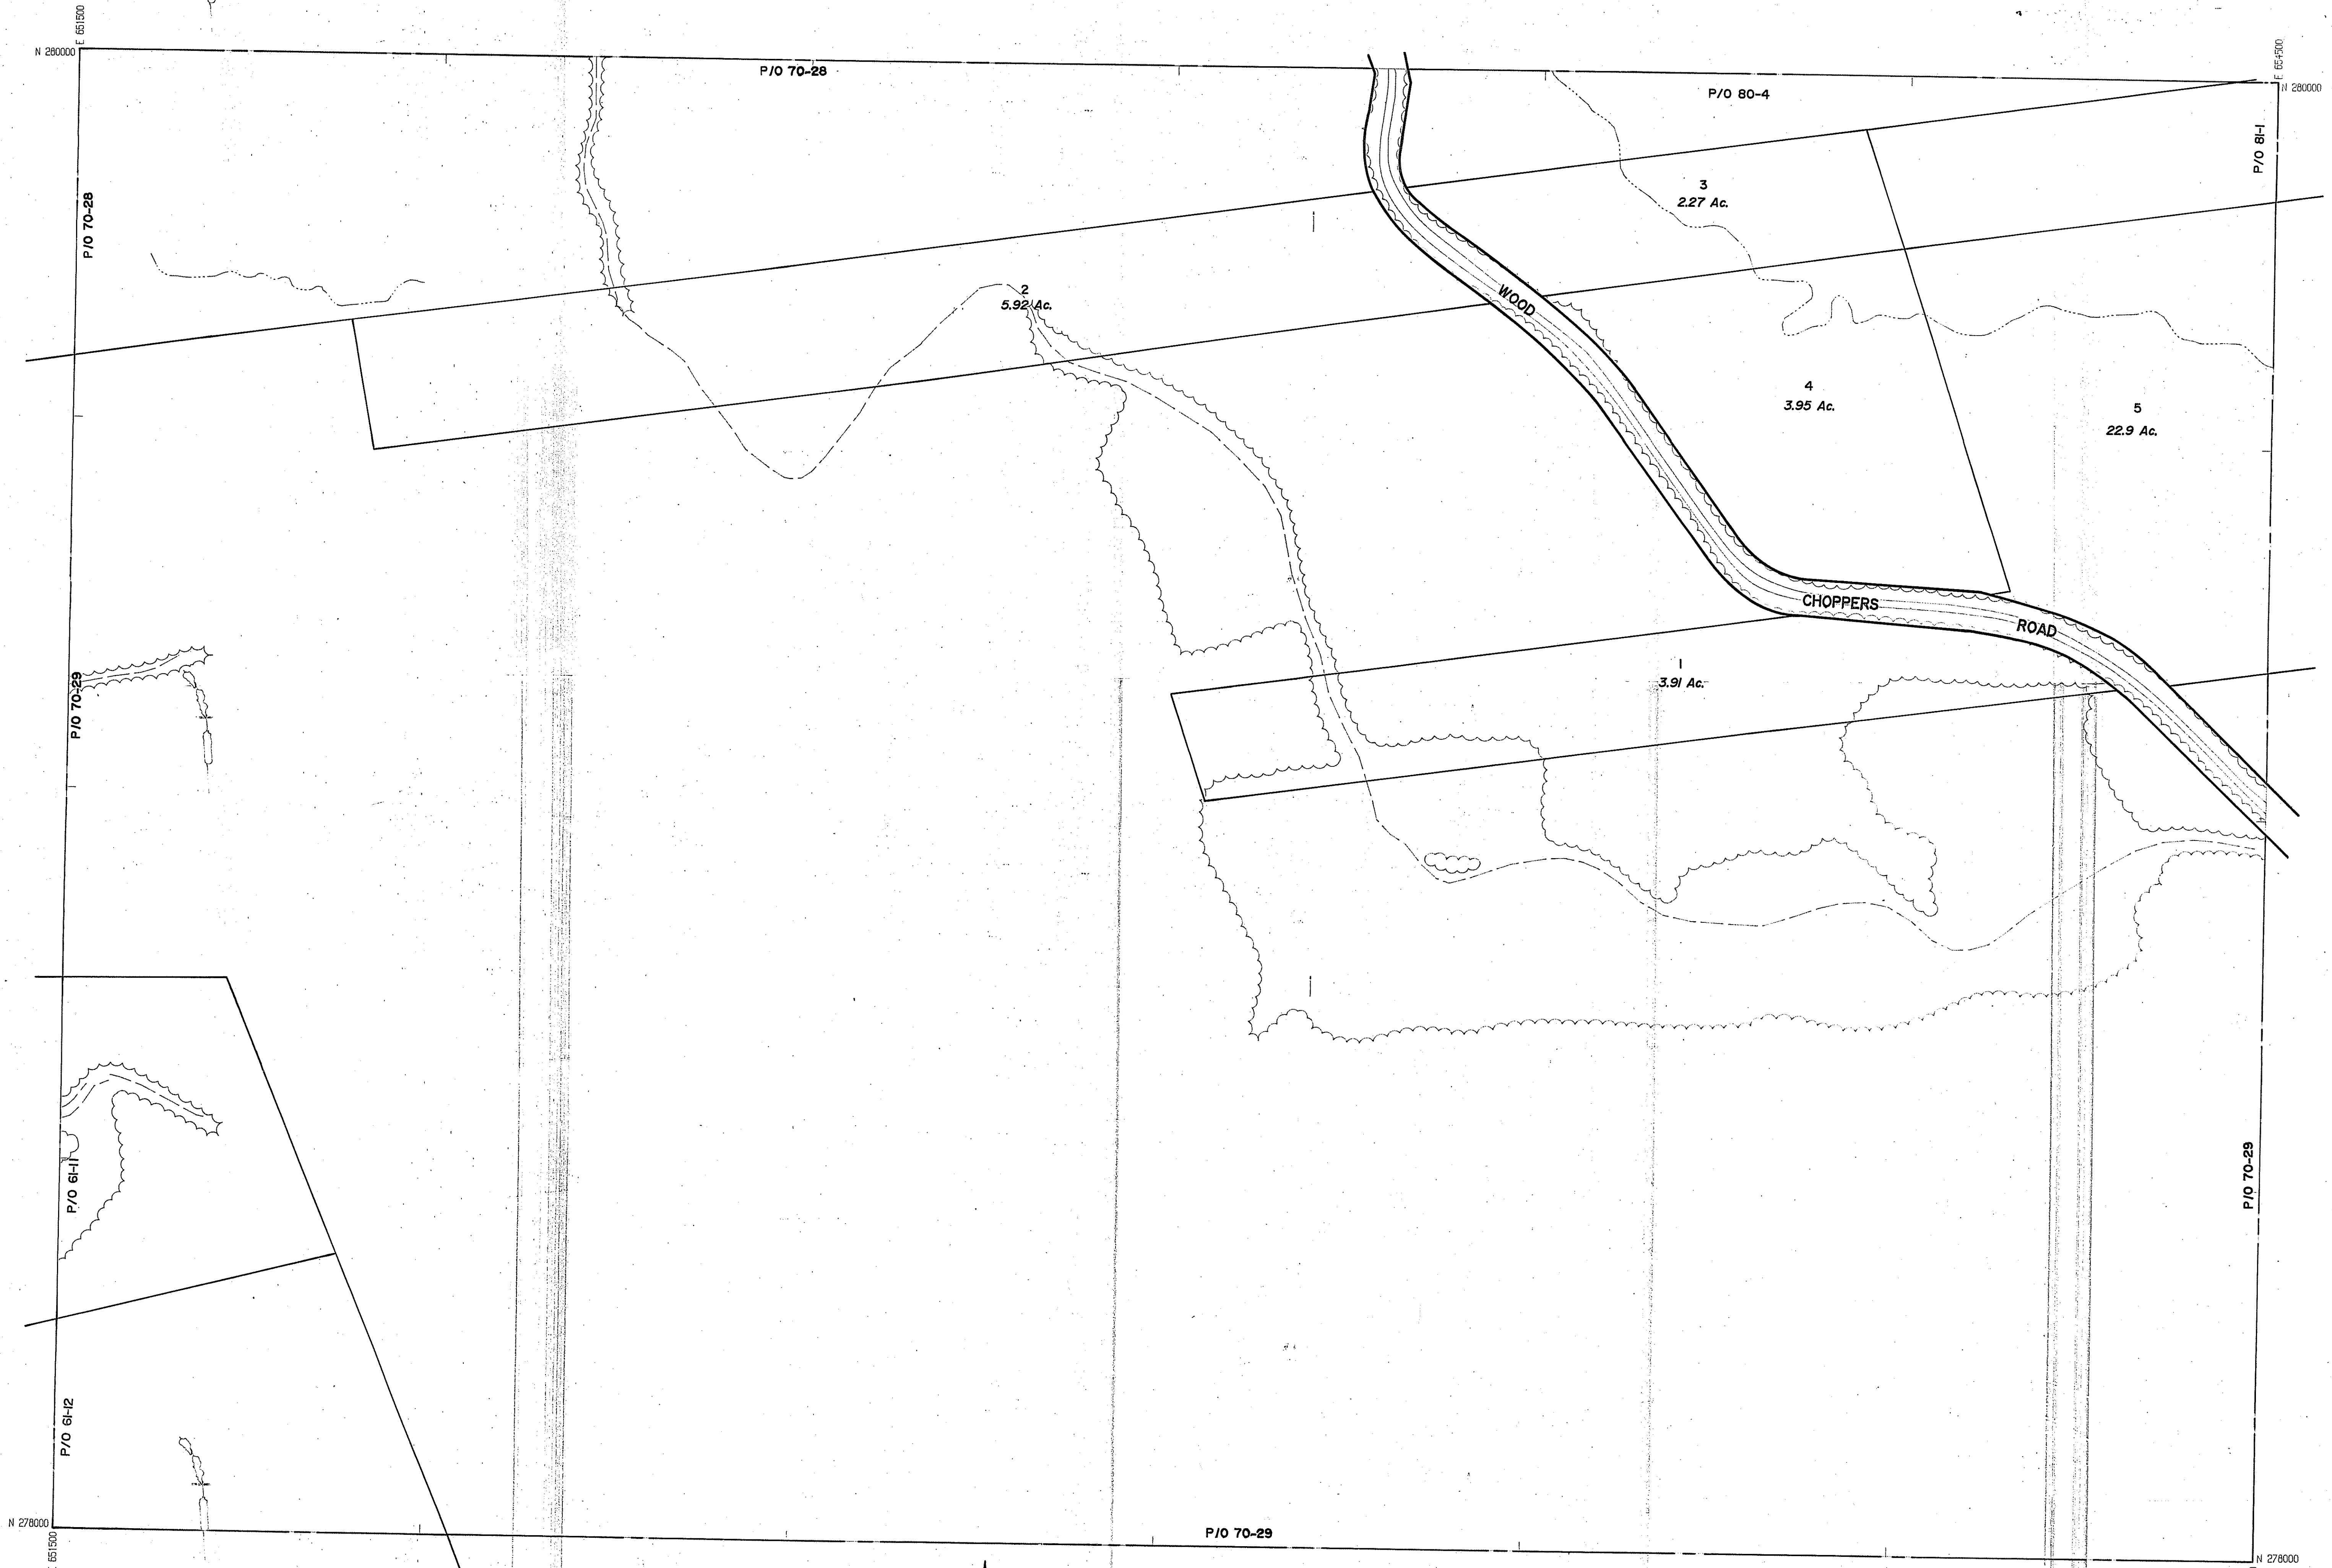 E 651500
N 280000
P/O 70-28
E 654500
N 280000
P/O 80-4
P/O 81-1
P/O 70-28
3
2.27 Ac.
2
5.92 Ac.
WOOD
4
3.95 Ac.
5
22.9 Ac.
CHOPPERS
ROAD
1
3.91 Ac.
P/O 70-29
P/O 61-11
P/O 70-29
P/O 61-12
N 278000
E 651500
P/O 70-29
N 278000